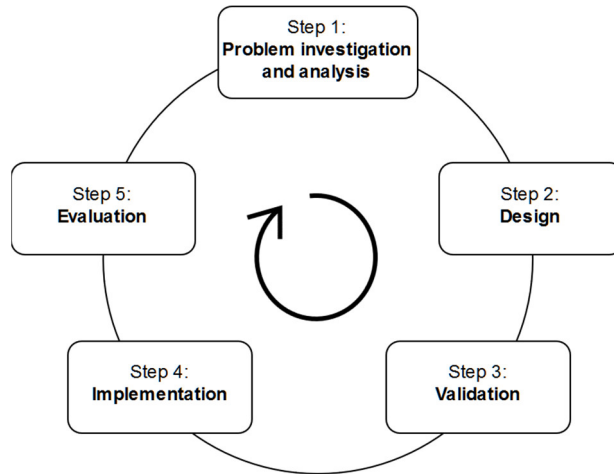 Step 1:
Problem investigation
and analysis
Step 2:
Design
Step 3:
Validation
Step 4:
Implementation
Step 5:
Evaluation